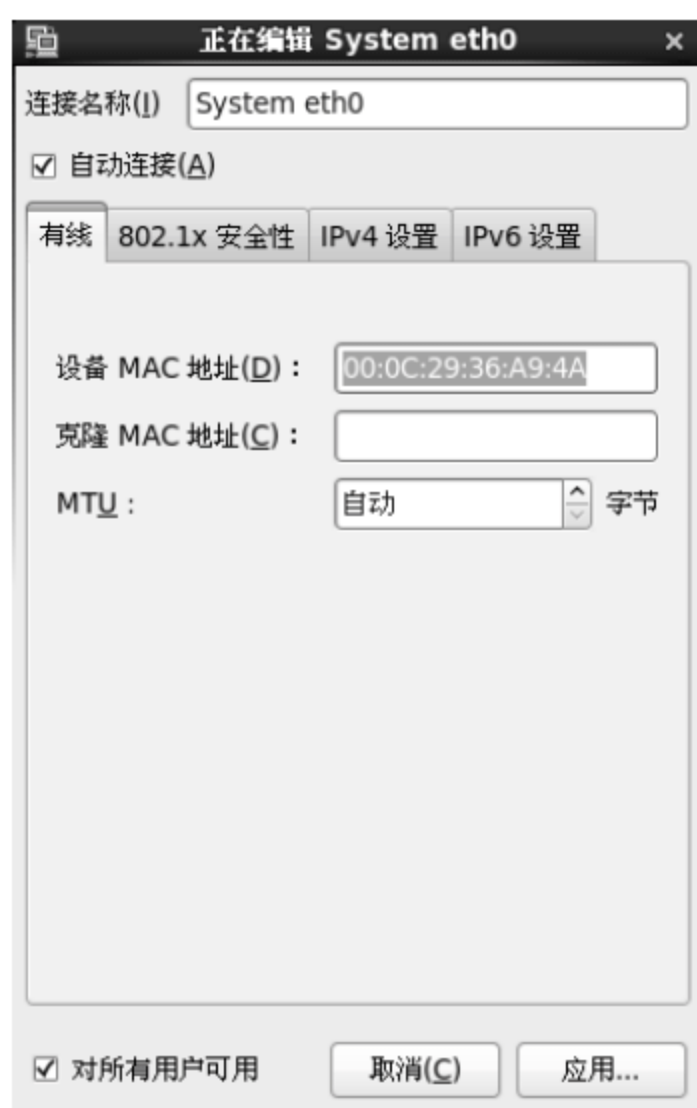 正在编辑 System eth0
连接名称(I) System eth0
自动连接(A)
有线 802.1x 安全性 IPv4 设置 IPv6 设置
设备 MAC 地址(D)： 00:0C:29:36:A9:4A
克隆 MAC 地址(C)：
MTU： 自动 字节
对所有用户可用 取消(C) 应用...